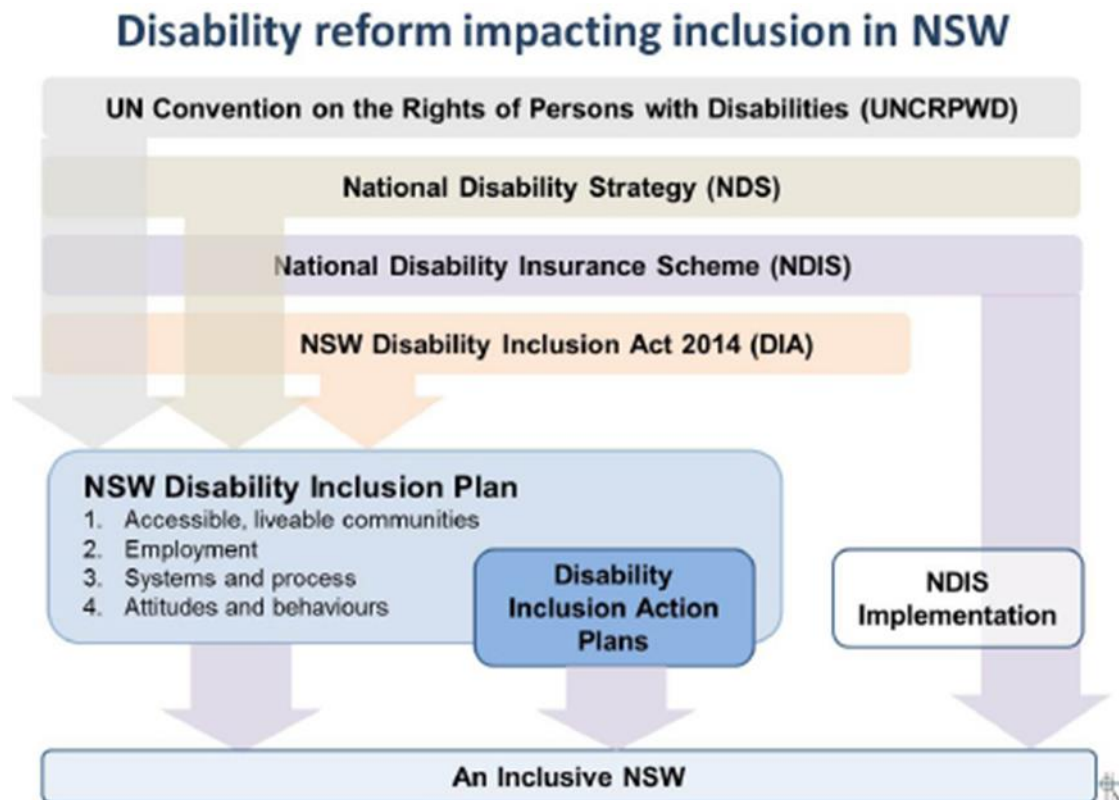 Disability reform impacting inclusion in NSW
UN Convention on the Rights of Persons with Disabilities (UNCRPWD)
National Disability Strategy (NDS)
National Disability Insurance Scheme (NDIS)
NSW Disability Inclusion Act 2014 (DIA)
NSW Disability Inclusion Plan
1. Accessible, liveable communities
2. Employment
3. Systems and process
4. Attitudes and behaviours
Disability
Inclusion Action
Plans
NDIS
Implementation
An Inclusive NSW